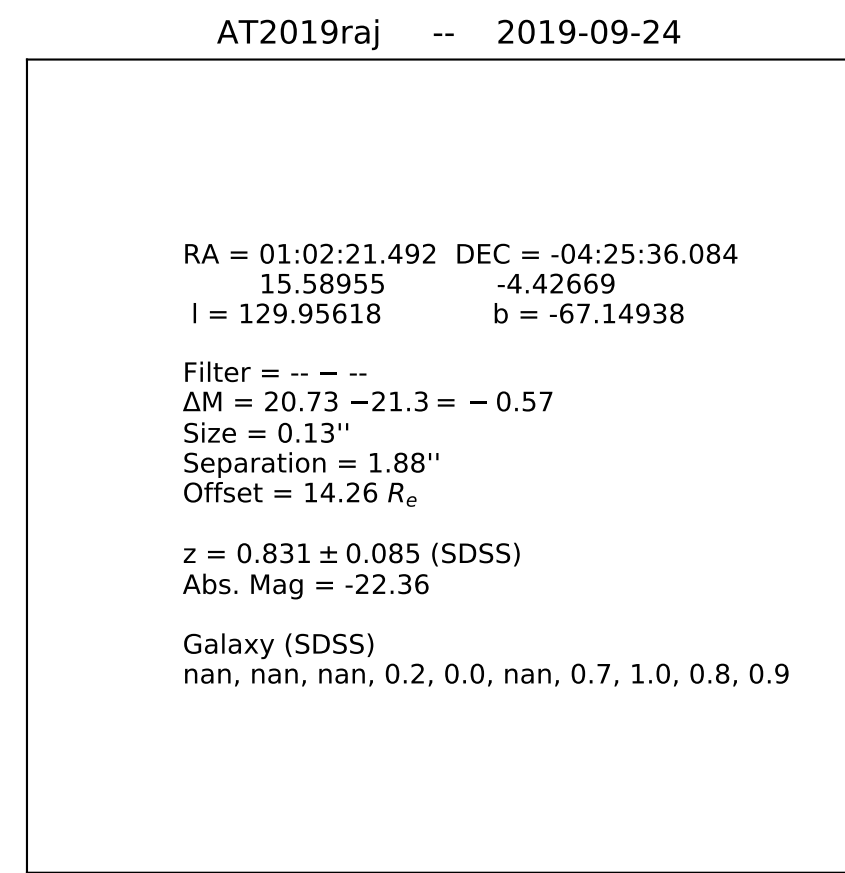 AT2019raj -- 2019-09-24
RA = 01:02:21.492 DEC = -04:25:36.084
15.58955 -4.42669
l = 129.95618 b = -67.14938
Filter = -- − --
ΔM = 20.73 −21.3 = − 0.57
Size = 0.13''
Separation = 1.88''
Offset = 14.26 Rₑ
z = 0.831 ± 0.085 (SDSS)
Abs. Mag = -22.36
Galaxy (SDSS)
nan, nan, nan, 0.2, 0.0, nan, 0.7, 1.0, 0.8, 0.9